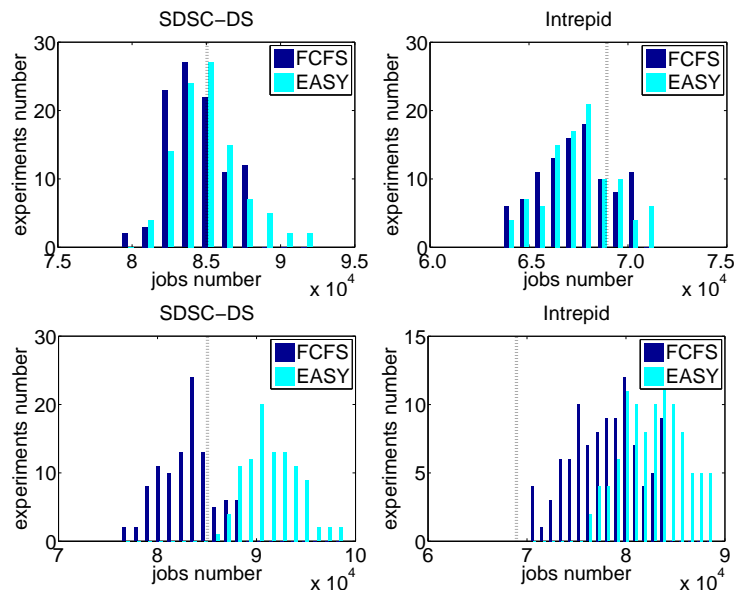 SDSC−DS
Intrepid
30
20
10
0
experiments number
FCFS
EASY
7.5 8 8.5 9 9.5
jobs number
x 10^4
30
20
10
0
experiments number
FCFS
EASY
6.0 6.5 7.0 7.5
jobs number
x 10^4
SDSC−DS
Intrepid
30
20
10
0
experiments number
FCFS
EASY
7 8 9 10
jobs number
x 10^4
15
10
5
0
experiments number
FCFS
EASY
6 7 8 9
jobs number
x 10^4